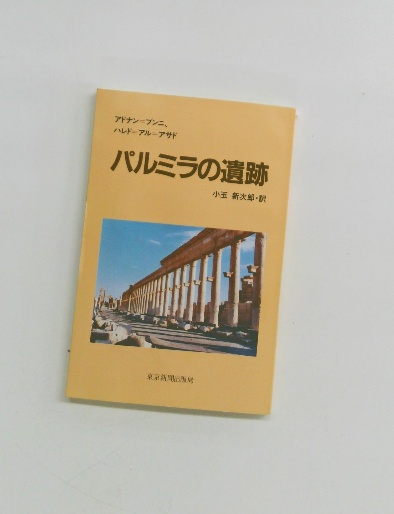 アドナン=ブンニ、
ハレド=アル=アサド
パルミラの遺跡
小玉 新次郎・訳
東京新聞出版局